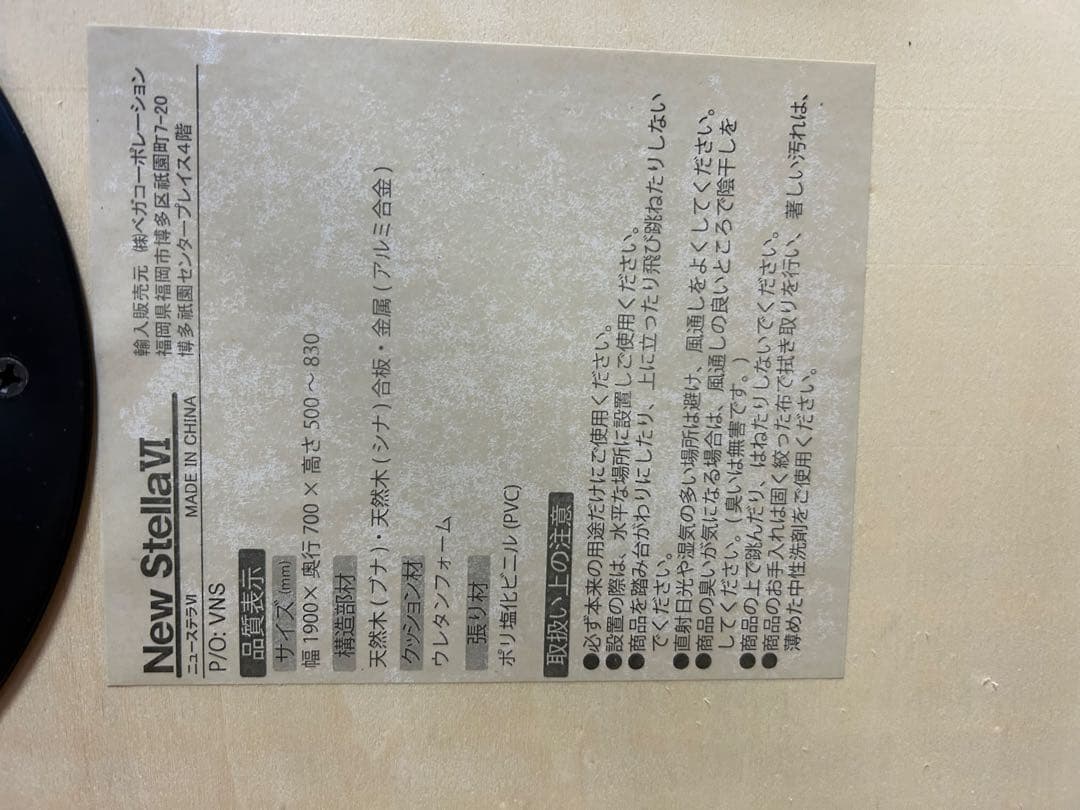 New StellaⅥ
ニューステラⅥ MADE IN CHINA
輸入販売元 ㈱ベガコーポレーション
福岡県福岡市博多区祇園町7-20
博多祇園センタープレイス4階
P/O: VNS
品質表示
サイズ(mm)
幅 1900× 奥行 700 × 高さ 500 ～ 830
構造部材
天然木 ( ブナ )・天然木 ( シナ ) 合板・金属 ( アルミ合金 )
クッション材
ウレタンフォーム
張り材
ポリ塩化ビニル (PVC)
取扱い上の注意
●必ず本来の用途だけにご使用ください。
●設置の際は、水平な場所に設置しご使用ください。
●商品を踏み台がわりにしたり、上に立ったり飛び跳ねたりしない
でください。
●直射日光や湿気の多い場所は避け、風通しをよくしてください。
●商品の臭いが気になる場合は、風通しの良いところで陰干しを
してください。( 臭いは無害です。)
●商品の上で跳んだり、はねたりしないでください。
●商品のお手入れは固く絞った布で拭き取りを行い、著しい汚れは、
薄めた中性洗剤をご使用ください。